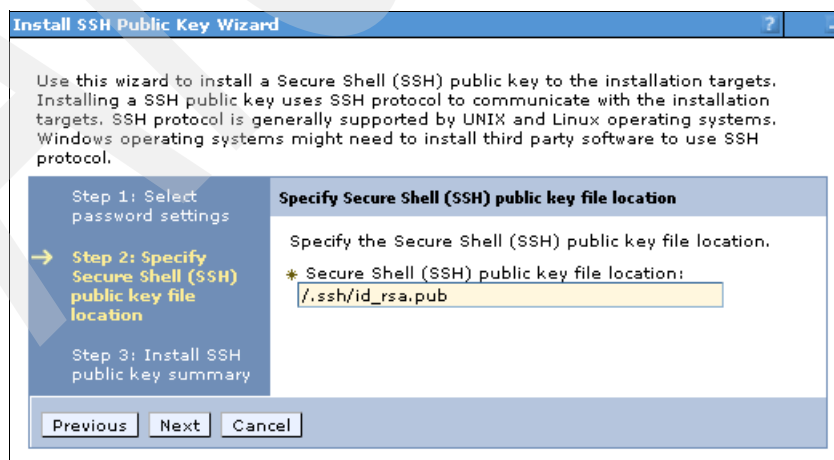 Install SSH Public Key Wizard
?
Use this wizard to install a Secure Shell (SSH) public key to the installation targets.
Installing a SSH public key uses SSH protocol to communicate with the installation
targets. SSH protocol is generally supported by UNIX and Linux operating systems.
Windows operating systems might need to install third party software to use SSH
protocol.
Step 1: Select
password settings
Step 2: Specify
Secure Shell (SSH)
public key file
location
Step 3: Install SSH
public key summary
Specify Secure Shell (SSH) public key file location
Specify the Secure Shell (SSH) public key file location.
* Secure Shell (SSH) public key file location:
/.ssh/id_rsa.pub
Previous Next Cancel